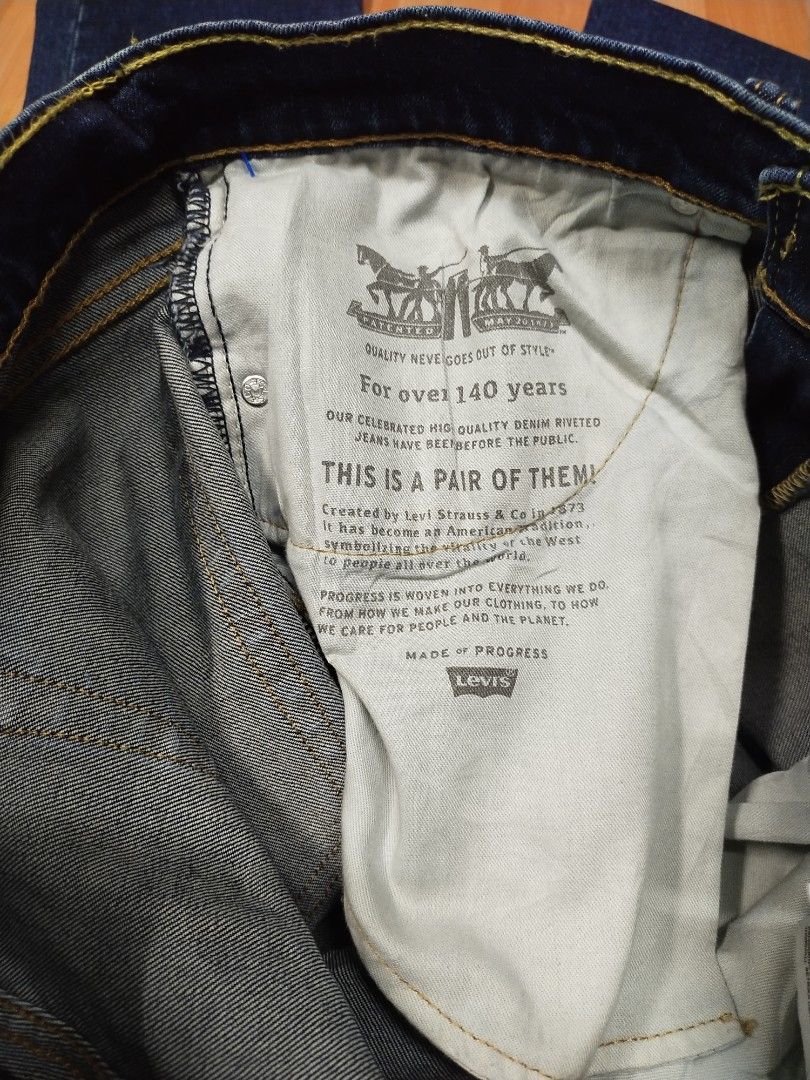 PATENTED MAY 20 1873 ™
QUALITY NEVE GOES OUT OF STYLE™
For over 140 years
OUR CELEBRATED HIG QUALITY DENIM RIVETED
JEANS HAVE BEEN BEFORE THE PUBLIC.
THIS IS A PAIR OF THEM!
Created by Levi Strauss & Co in 1873
it has become an American tradition,
symbolizing the vitality of the West
to people all over the world.
PROGRESS IS WOVEN INTO EVERYTHING WE DO.
FROM HOW WE MAKE OUR CLOTHING, TO HOW
WE CARE FOR PEOPLE AND THE PLANET.
MADE OF PROGRESS
LEVI'S ®